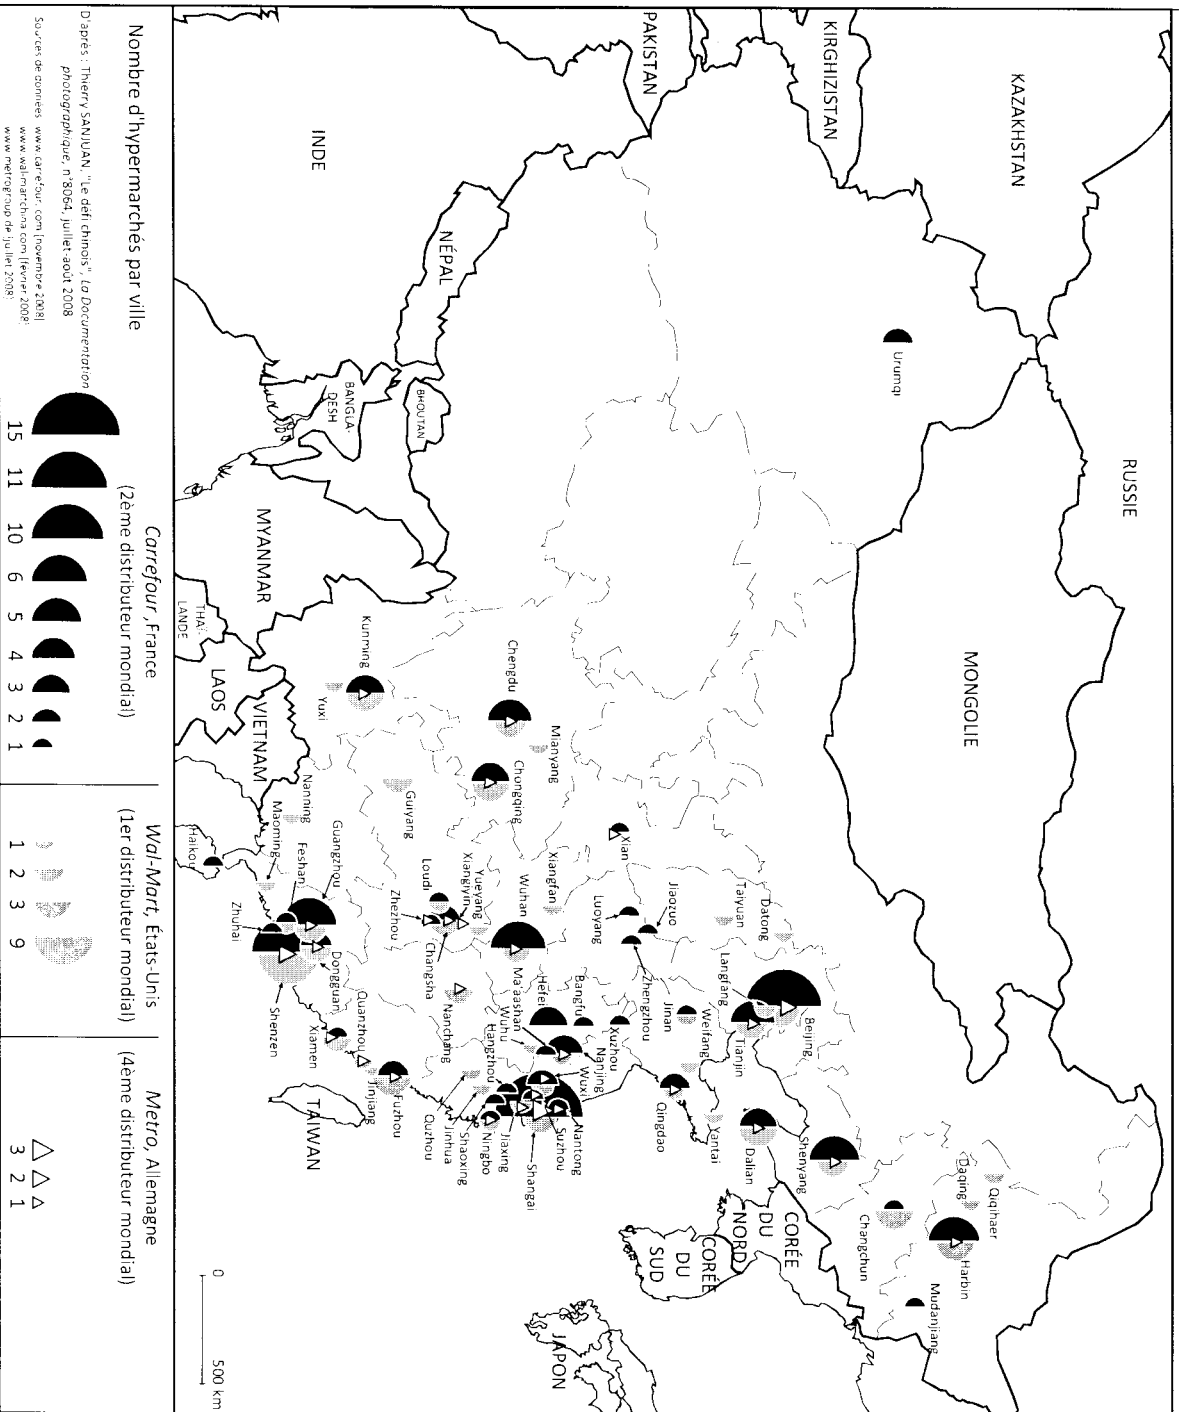 KAZAKHSTAN
RUSSIE
MONGOLIE
KIRGHIZISTAN
PAKISTAN
INDE
NÉPAL
BHOUTAN
BANGLA-
DESH
MYANMAR
THAÏ-
LANDE
LAOS
VIETNAM
TAIWAN
CORÉE
DU
NORD
CORÉE
DU
SUD
JAPON
Urumqi
Qiqihaer
Daqing
Harbin
Mudanjiang
Changchun
Shenyang
Dalian
Beijing
Langfang
Tianjin
Datong
Taiyuan
Yantai
Weifang
Jinan
Qingdao
Jiaozuo
Zhengzhou
Luoyang
Xian
Xuzhou
Bangfu
Hefei
Nanjing
Ma'aashan
Wuhu
Wuxi
Nantong
Suzhou
Shangai
Hangzhou
Jiaxing
Ningbo
Shaoxing
Jinhua
Quzhou
Xiangfan
Wuhan
Mianyang
Chengdu
Chongqing
Yueyang
Xiangiyin
Loudi
Changsha
Zhezhou
Nanchang
Guiyang
Kunming
Yuxi
Fuzhou
Jinjiang
Quanzhou
Xiamen
Guangzhou
Feshan
Dongguan
Shenzen
Zhuhai
Maoming
Nanning
Haikou
0 500 km
Nombre d'hypermarchés par ville
D'après : Thierry SANJUAN, "Le défi chinois", La Documentation
photographique, n°8064, juillet-août 2008
Sources de données www.carrefour.com [novembre 2008]
www.wal-martchina.com [février 2008]
www.metrogroup.de [juillet 2008]
Carrefour, France
(2ème distributeur mondial)
15 11 10 6 5 4 3 2 1
Wal-Mart, États-Unis
(1er distributeur mondial)
1 2 3 9
Metro, Allemagne
(4ème distributeur mondial)
3 2 1